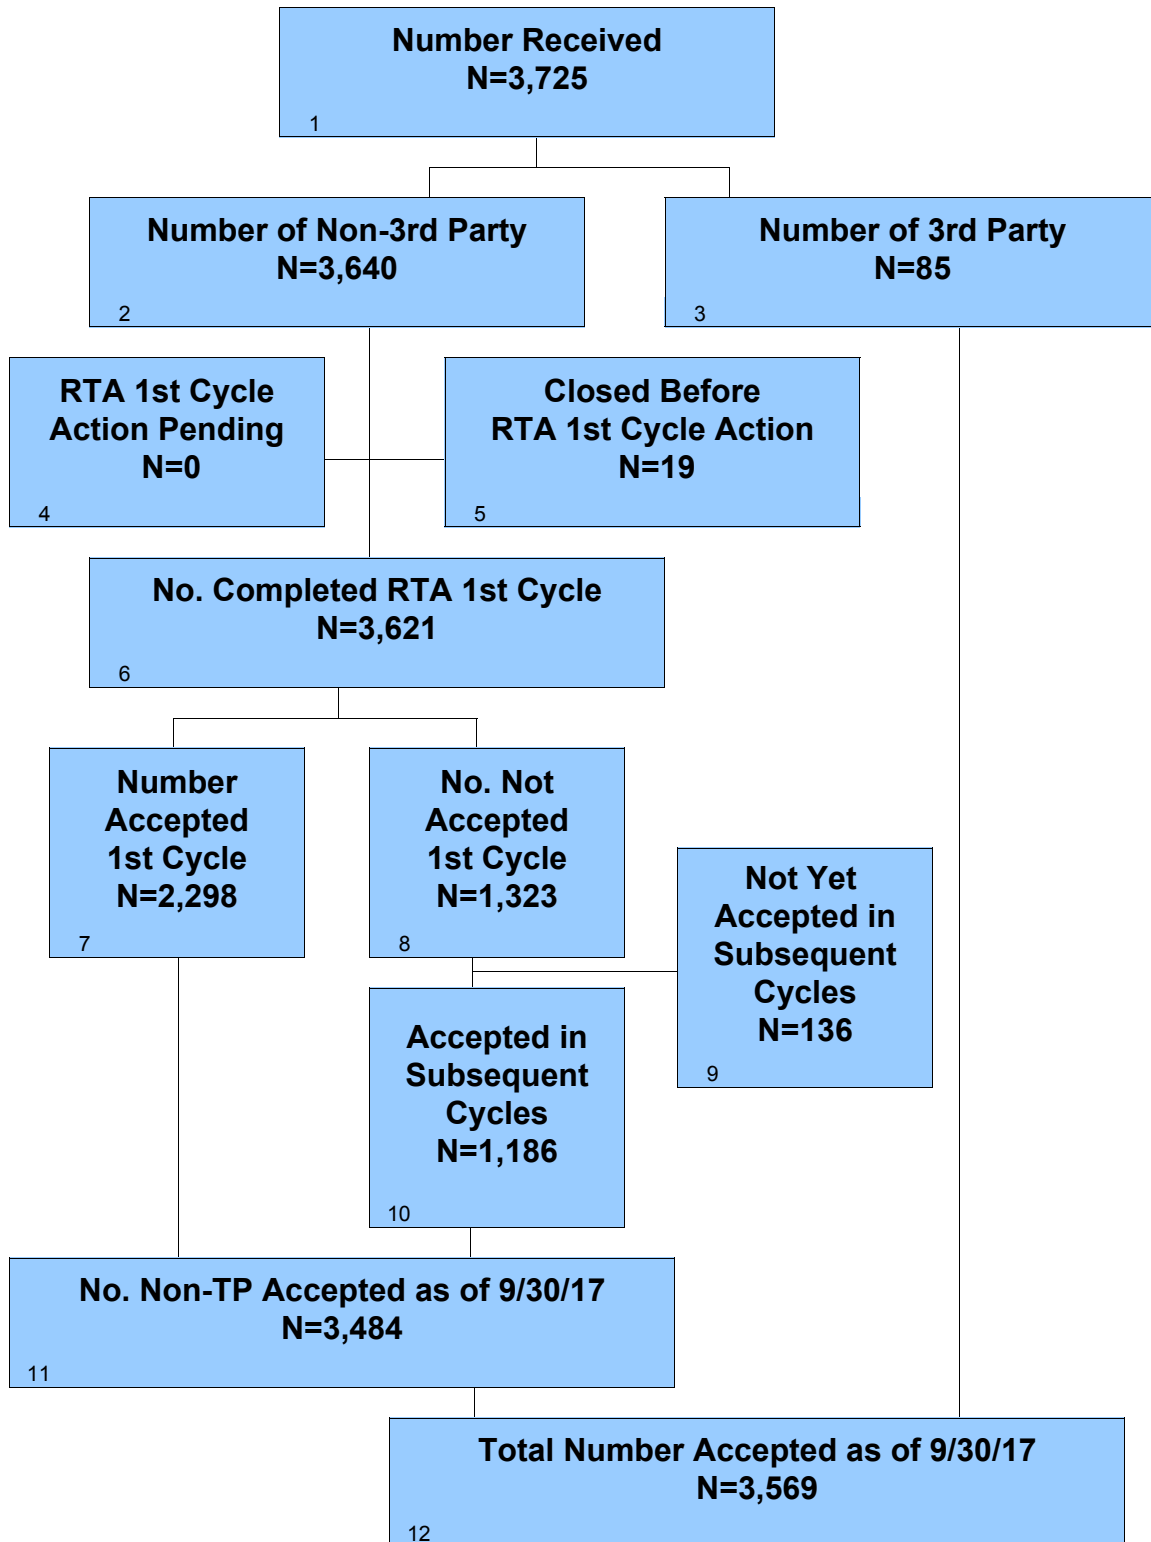 Number Received
N=3,725
1
Number of Non-3rd Party
N=3,640
2
Number of 3rd Party
N=85
3
RTA 1st Cycle
Action Pending
N=0
4
Closed Before
RTA 1st Cycle Action
N=19
5
No. Completed RTA 1st Cycle
N=3,621
6
Number
Accepted
1st Cycle
N=2,298
7
No. Not
Accepted
1st Cycle
N=1,323
8
Not Yet
Accepted in
Subsequent
Cycles
N=136
9
Accepted in
Subsequent
Cycles
N=1,186
10
No. Non-TP Accepted as of 9/30/17
N=3,484
11
Total Number Accepted as of 9/30/17
N=3,569
12